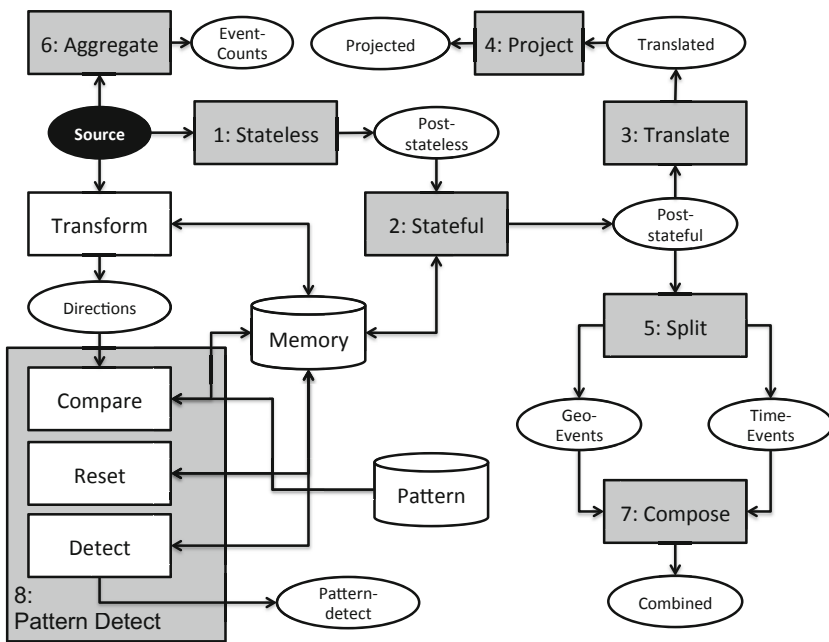 6: Aggregate
Event-
Counts
Projected
4: Project
Translated
Source
1: Stateless
Post-
stateless
3: Translate
Transform
2: Stateful
Post-
stateful
Directions
Memory
5: Split
Compare
Geo-
Events
Time-
Events
Reset
Pattern
7: Compose
Detect
8:
Pattern Detect
Pattern-
detect
Combined